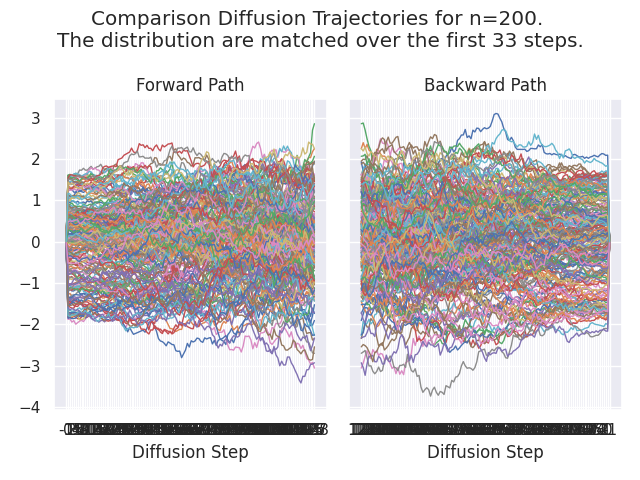 Comparison Diffusion Trajectories for n=200.
The distribution are matched over the first 33 steps.
Forward Path
Backward Path
3
2
1
0
−1
−2
−3
−4
Diffusion Step
Diffusion Step